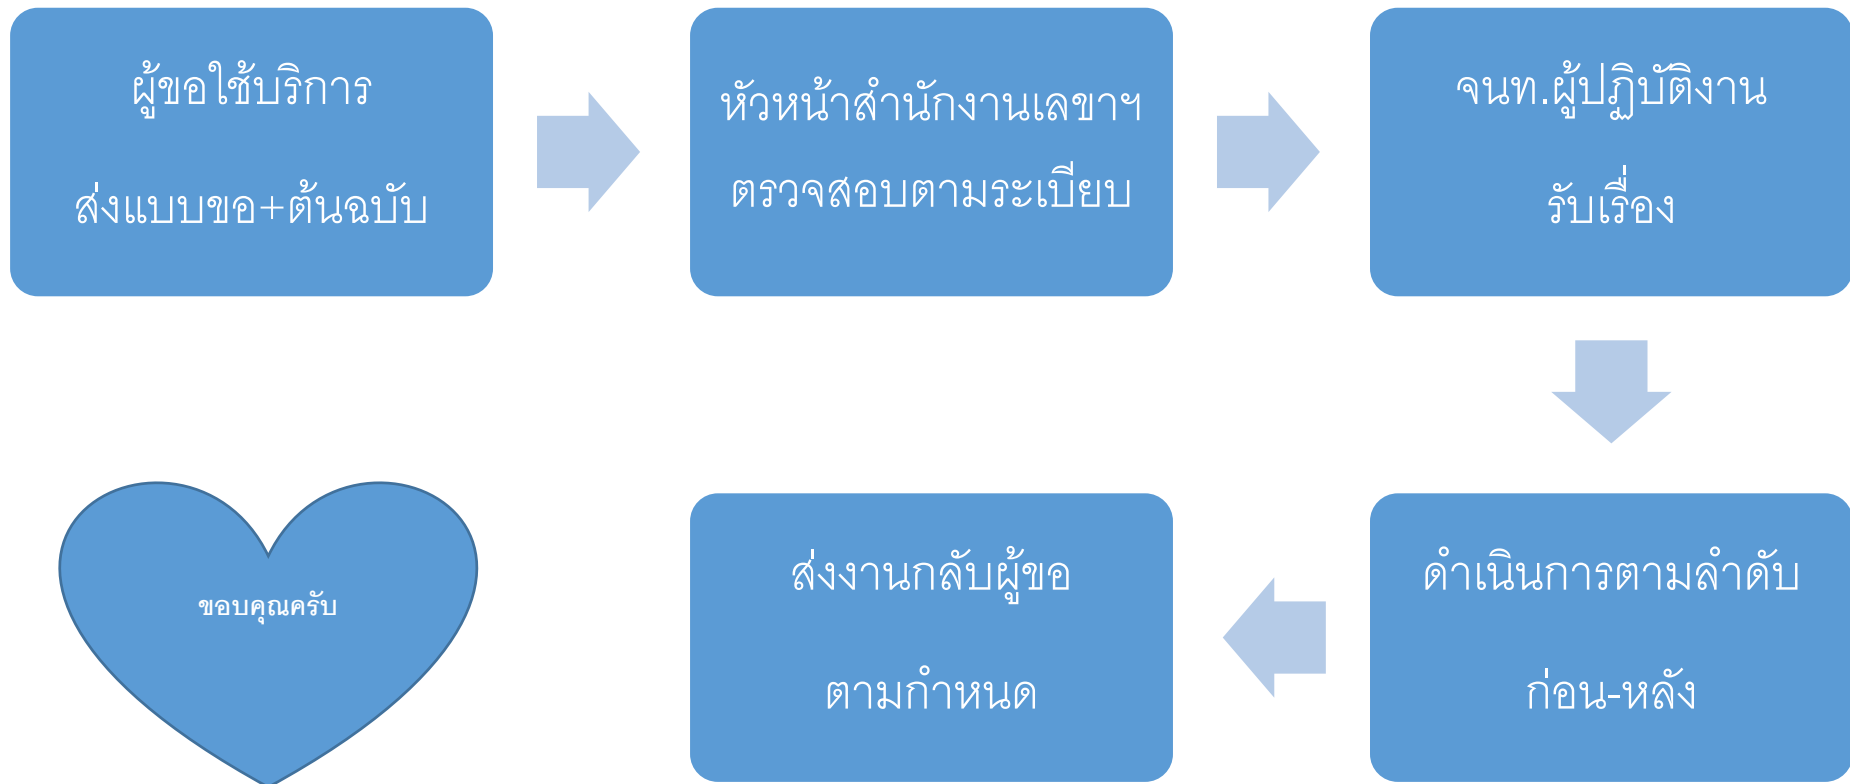 ผู้ขอใช้บริการ
ส่งแบบขอ+ต้นฉบับ
หัวหน้าสำนักงานเลขาฯ
ตรวจสอบตามระเบียบ
จนท.ผู้ปฏิบัติงาน
รับเรื่อง
ดำเนินการตามลำดับ
ก่อน-หลัง
ส่งงานกลับผู้ขอ
ตามกำหนด
ขอบคุณครับ